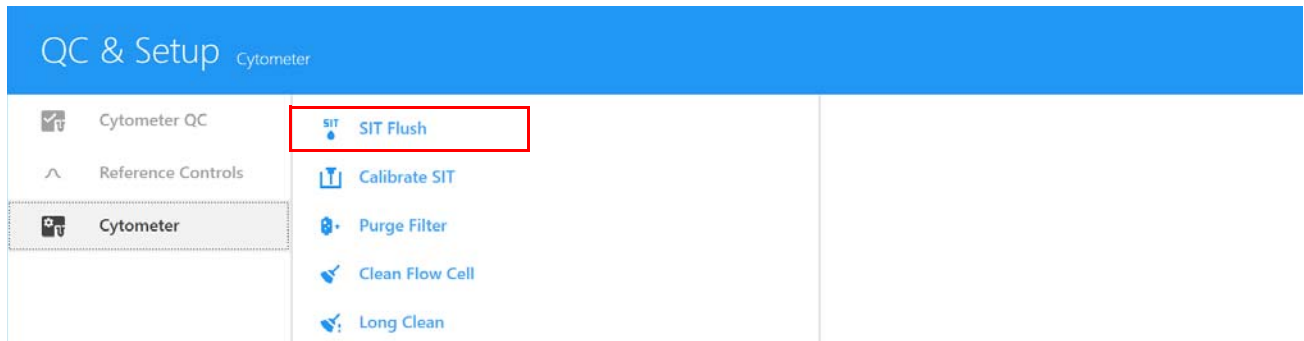 QC & Setup Cytometer
Cytometer QC
Reference Controls
Cytometer
SIT SIT Flush
Calibrate SIT
Purge Filter
Clean Flow Cell
Long Clean